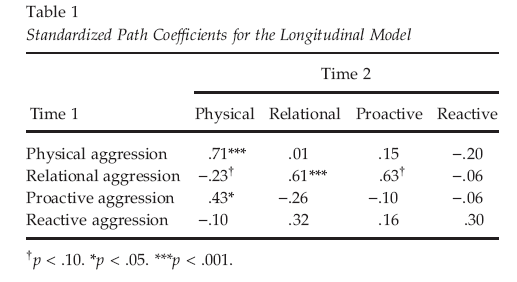 Table 1
Standardized Path Coefficients for the Longitudinal Model
Time 2
Time 1 Physical Relational Proactive Reactive
Physical aggression .71*** .01 .15 −.20
Relational aggression −.23† .61*** .63† −.06
Proactive aggression .43* −.26 −.10 −.06
Reactive aggression −.10 .32 .16 .30
†p < .10. *p < .05. ***p < .001.